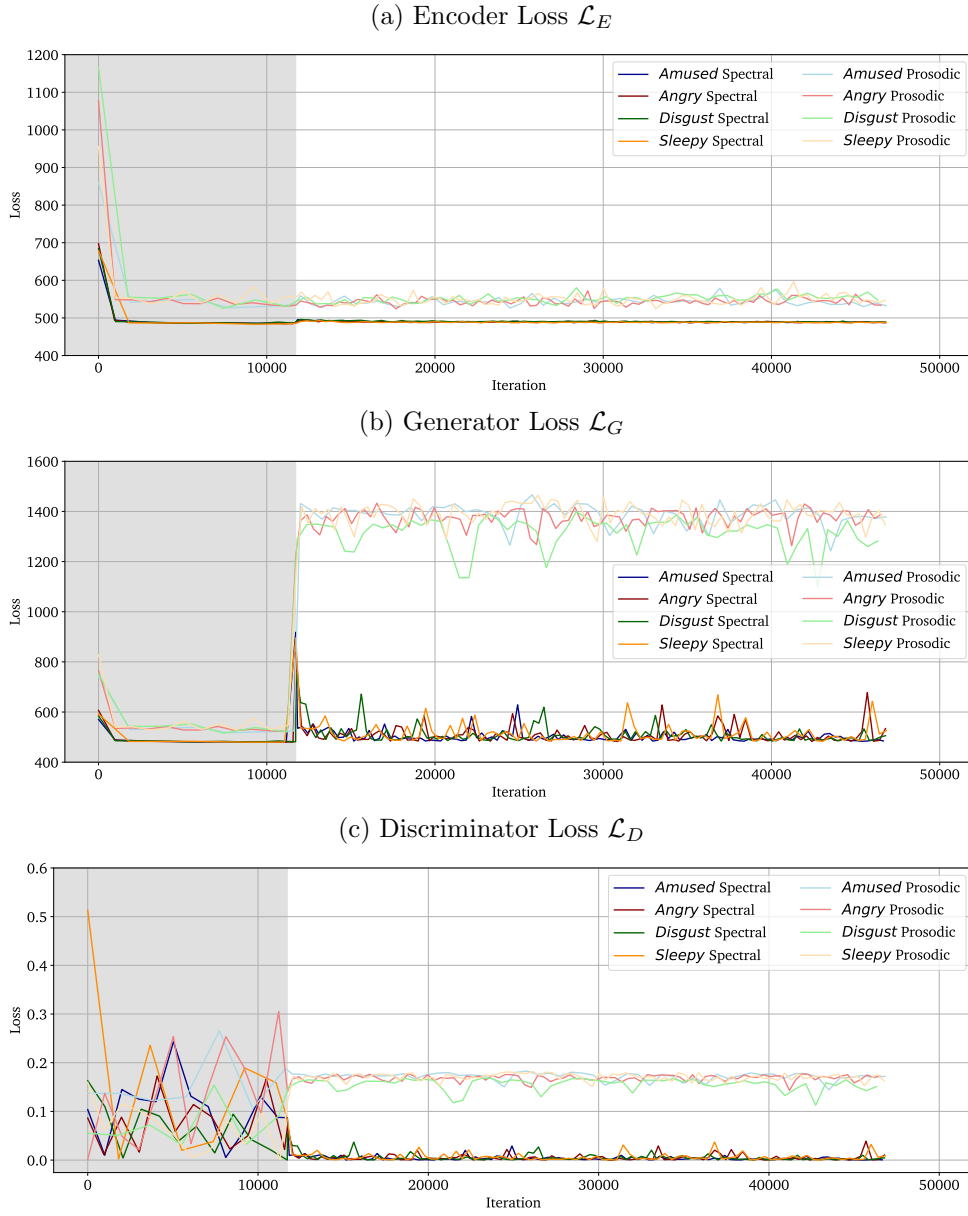 (a) Encoder Loss ℒ_E
1200
1100
1000
900
800
700
600
500
400
Loss
Amused Spectral
Angry Spectral
Disgust Spectral
Sleepy Spectral
Amused Prosodic
Angry Prosodic
Disgust Prosodic
Sleepy Prosodic
0 10000 20000 30000 40000 50000
Iteration
(b) Generator Loss ℒ_G
1600
1400
1200
1000
800
600
400
Loss
Amused Spectral
Angry Spectral
Disgust Spectral
Sleepy Spectral
Amused Prosodic
Angry Prosodic
Disgust Prosodic
Sleepy Prosodic
0 10000 20000 30000 40000 50000
Iteration
(c) Discriminator Loss ℒ_D
0.6
0.5
0.4
0.3
0.2
0.1
0.0
Loss
Amused Spectral
Angry Spectral
Disgust Spectral
Sleepy Spectral
Amused Prosodic
Angry Prosodic
Disgust Prosodic
Sleepy Prosodic
0 10000 20000 30000 40000 50000
Iteration